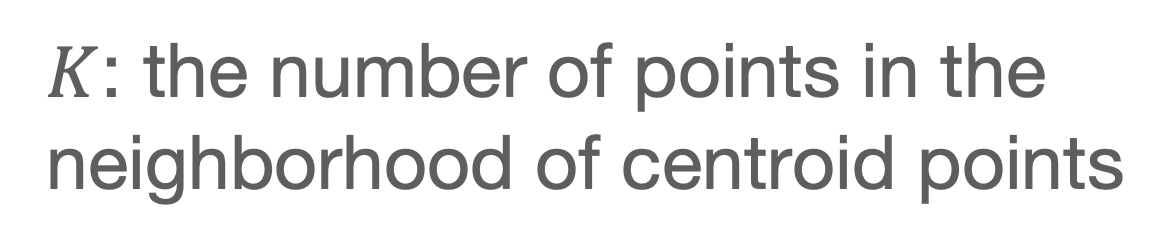 K: the number of points in the
neighborhood of centroid points